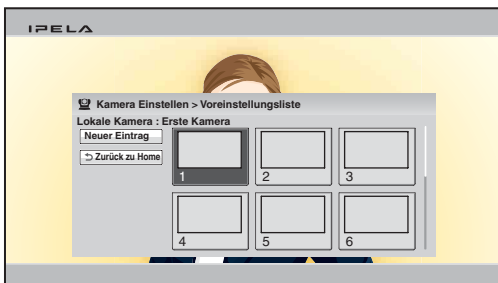 IPELA
Kamera Einstellen > Voreinstellungsliste
Lokale Kamera : Erste Kamera
Neuer Eintrag
Zurück zu Home
1 2 3
4 5 6